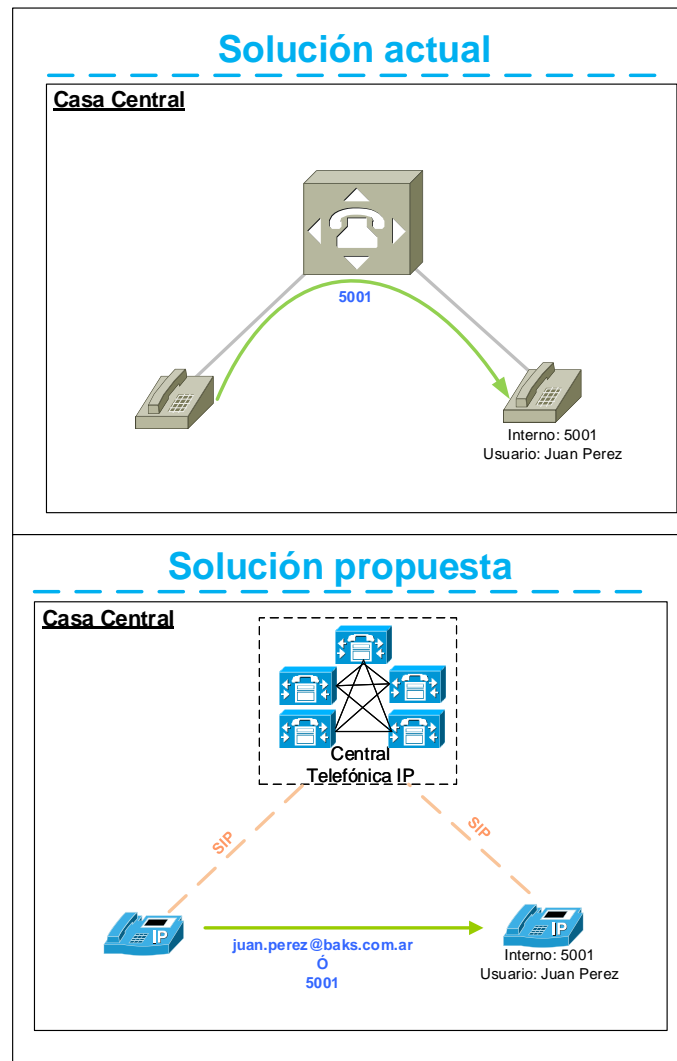 Solución actual
Casa Central
5001
Interno: 5001
Usuario: Juan Perez
Solución propuesta
Casa Central
Central
Telefónica IP
SIP
SIP
IP
IP
juan.perez@baks.com.ar
Ó
5001
Interno: 5001
Usuario: Juan Perez